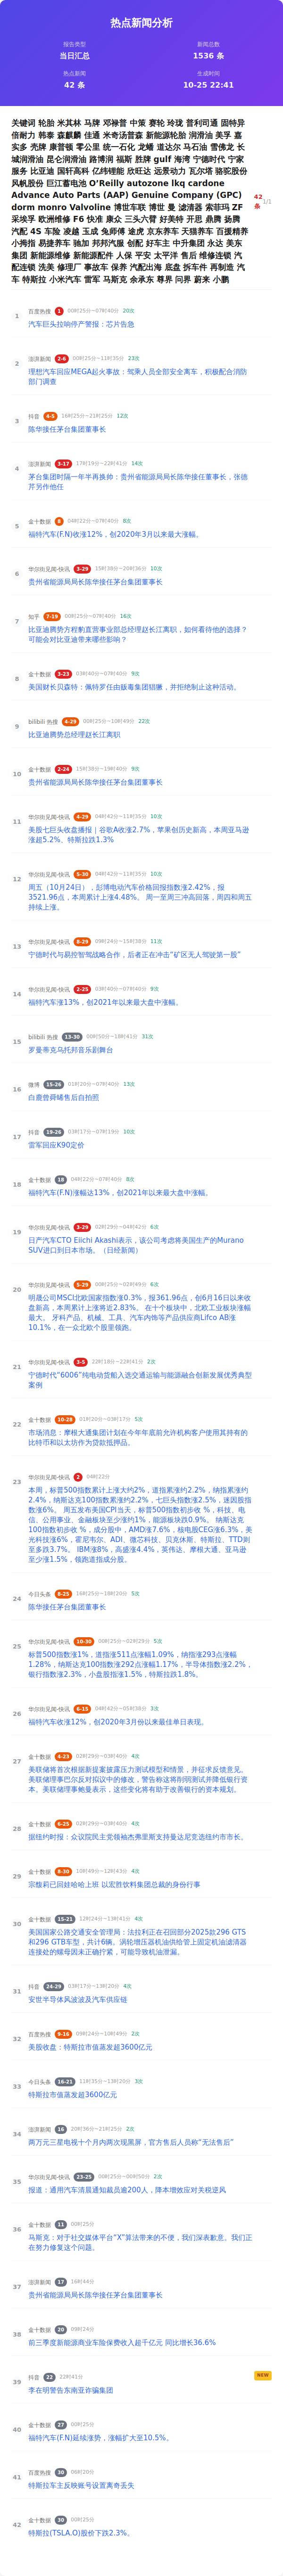 热点新闻分析
报告类型
当日汇总
新闻总数
1536 条
热点新闻
42 条
生成时间
10-25 22:41
关键词 轮胎 米其林 马牌 邓禄普 中策 赛轮 玲珑 普利司通 固特异
倍耐力 韩泰 森麒麟 佳通 米奇汤普森 新能源轮胎 润滑油 美孚 嘉
实多 壳牌 康普顿 零公里 统一石化 龙蟠 道达尔 马石油 雪佛龙 长
城润滑油 昆仑润滑油 路博润 福斯 胜牌 gulf 海湾 宁德时代 宁家
服务 比亚迪 国轩高科 亿纬锂能 欣旺达 远景动力 瓦尔塔 骆驼股份
风帆股份 巨江蓄电池 O’Reilly autozone lkq cardone
Advance Auto Parts (AAP) Genuine Company (GPC)
dorm moro Valvoline 博世车联 博世 曼 滤清器 索菲玛 ZF
采埃孚 欧洲维修 F6 快准 康众 三头六臂 好美特 开思 鼎腾 扬腾
汽配 4S 车险 凌越 玉成 兔师傅 途虎 京东养车 天猫养车 百援精养
小拇指 易捷养车 驰加 邦邦汽服 创配 好车主 中升集团 永达 美东
集团 新能源维修 新能源配件 人保 平安 太平洋 售后 维修连锁 汽
配连锁 洗美 修理厂 事故车 保养 汽配出海 底盘 拆车件 再制造 汽
车 特斯拉 小米汽车 雷军 马斯克 余承东 尊界 问界 蔚来 小鹏
42
条
1/1
1
百度热搜 1 00时25分~07时40分 20次
汽车巨头拉响停产警报：芯片告急
2
澎湃新闻 2-6 00时25分~11时35分 23次
理想汽车回应MEGA起火事故：驾乘人员全部安全离车，积极配合消防
部门调查
3
抖音 4-5 16时25分~21时25分 12次
陈华接任茅台集团董事长
4
澎湃新闻 3-17 17时19分~22时41分 14次
茅台集团时隔一年半再换帅：贵州省能源局局长陈华接任董事长，张德
芹另作他任
5
金十数据 8 04时22分~07时40分 8次
福特汽车(F.N)收涨12%，创2020年3月以来最大涨幅。
6
华尔街见闻-快讯 3-29 15时38分~20时36分 10次
贵州省能源局局长陈华接任茅台集团董事长
7
知乎 7-19 00时25分~07时40分 16次
比亚迪腾势方程豹直营事业部总经理赵长江离职，如何看待他的选择？
可能会对比亚迪带来哪些影响？
8
金十数据 3-23 03时40分~07时40分 9次
美国财长贝森特：佩特罗任由贩毒集团猖獗，并拒绝制止这种活动。
9
bilibili 热搜 4-29 00时25分~10时49分 22次
比亚迪腾势总经理赵长江离职
10
金十数据 2-24 15时38分~19时40分 9次
贵州省能源局局长陈华接任茅台集团董事长
11
华尔街见闻-快讯 4-29 04时42分~11时35分 10次
美股七巨头收盘播报｜谷歌A收涨2.7%，苹果创历史新高，本周亚马逊
涨超5.2%、特斯拉跌1.3%
12
华尔街见闻-快讯 5-30 04时42分~11时35分 10次
周五（10月24日），彭博电动汽车价格回报指数涨2.42%，报
3521.96点，本周累计上涨4.48%。 周一至周三冲高回落，周四和周五
持续上涨。
13
华尔街见闻-快讯 8-29 09时24分~15时38分 11次
宁德时代与易控智驾战略合作，后者正在冲击“矿区无人驾驶第一股”
14
华尔街见闻-快讯 2-25 03时40分~07时40分 9次
福特汽车涨13%，创2021年以来最大盘中涨幅。
15
bilibili 热搜 13-30 00时50分~18时41分 31次
罗曼蒂克乌托邦音乐剧舞台
16
微博 15-26 01时20分~07时40分 13次
白鹿曾舜晞售后自拍照
17
抖音 19-26 03时17分~07时19分 10次
雷军回应K90定价
18
金十数据 18 04时22分~07时40分 8次
福特汽车(F.N)涨幅达13%，创2021年以来最大盘中涨幅。
19
华尔街见闻-快讯 3-29 02时29分~04时42分 6次
日产汽车CTO Eiichi Akashi表示，该公司考虑将美国生产的Murano
SUV进口到日本市场。（日经新闻）
20
华尔街见闻-快讯 5-29 00时25分~02时49分 6次
明晟公司MSCI北欧国家指数涨0.3%，报361.96点，创6月16日以来收
盘新高，本周累计上涨将近2.83%。 在十个板块中，北欧工业板块涨幅
最大。 牙科产品、机械、工具、汽车内饰等产品供应商Lifco AB涨
10.1%，在一众北欧个股里领跑。
21
华尔街见闻-快讯 3-5 22时18分~22时41分 2次
宁德时代“6006”纯电动货船入选交通运输与能源融合创新发展优秀典型
案例
22
金十数据 10-29 01时20分~03时17分 5次
市场消息：摩根大通集团计划在今年年底前允许机构客户使用其持有的
比特币和以太坊作为贷款抵押品。
23
华尔街见闻-快讯 2 04时22分
本周，标普500指数累计上涨大约2%，道指累涨约2.2%，纳指累涨约
2.4%，纳斯达克100指数累涨约2.2%，七巨头指数涨2.5%，迷因股指
数涨6%。 周五发布美国CPI当天，标普500指数初步收 %，科技、电
信、公用事业、金融板块至少涨约1%，能源板块跌0.9%。 纳斯达克
100指数初步收 %，成分股中，AMD涨7.6%，核电股CEG涨6.3%，美
光科技涨6%，霍尼韦尔、ADI、微芯科技、贝克休斯、特斯拉、TTD则
至多跌3.7%。 IBM涨8%，高盛涨4.4%，英伟达、摩根大通、亚马逊
至少涨1.5%，领跑道指成分股。
24
今日头条 8-25 16时25分~18时20分 5次
陈华接任茅台集团董事长
25
华尔街见闻-快讯 18-30 00时25分~02时29分 5次
标普500指数涨1%，道指涨511点涨幅1.09%，纳指涨293点涨幅
1.28%，纳斯达克100指数涨292点涨幅1.17%，半导体指数涨2.2%，
银行指数涨2.3%，小盘股指涨1.5%，特斯拉跌1.8%。
26
华尔街见闻-快讯 6-15 04时42分~05时38分 3次
福特汽车收涨12%，创2020年3月份以来最佳单日表现。
27
金十数据 4-23 02时29分~03时40分 4次
美联储将首次根据新提案披露压力测试模型和情景，并征求反馈意见。
美联储理事巴尔反对拟议中的修改，警告称这将削弱测试并降低银行资
本。美联储理事鲍曼表示，这些变化将有助于改善银行的资本规划。
28
金十数据 6-25 02时29分~03时40分 4次
据纽约时报：众议院民主党领袖杰弗里斯支持曼达尼竞选纽约市市长。
29
金十数据 8-30 10时49分~12时43分 4次
宗馥莉已回娃哈哈上班 以宏胜饮料集团总裁的身份行事
30
金十数据 15-21 12时24分~13时41分 4次
美国国家公路交通安全管理局：法拉利正在召回部分2025款296 GTS
和296 GTB车型，共计6辆。涡轮增压器机油供给管上固定机油滤清器
连接处的螺母因未正确拧紧，可能导致机油泄漏。
31
抖音 24-29 03时17分~13时20分 4次
安世半导体风波波及汽车供应链
32
百度热搜 9-16 09时24分~10时49分 2次
美股收盘：特斯拉市值蒸发超3600亿元
33
今日头条 16-21 11时35分~13时20分 3次
特斯拉市值蒸发超3600亿元
34
澎湃新闻 16 20时36分~21时25分 2次
两万元三星电视十个月内两次现黑屏，官方售后人员称“无法售后”
35
华尔街见闻-快讯 23-25 00时25分~00时50分 2次
报道：通用汽车清晨通知裁员逾200人，降本增效应对关税逆风
36
金十数据 11 00时25分
马斯克：对于社交媒体平台“X”算法带来的不便，我们深表歉意。我们正
在努力修复这个问题。
37
澎湃新闻 17 16时44分
贵州省能源局局长陈华接任茅台集团董事长
38
金十数据 20 09时24分
前三季度新能源商业车险保费收入超千亿元 同比增长36.6%
39
抖音 22 22时41分
NEW
李在明警告东南亚诈骗集团
40
金十数据 27 00时25分
福特汽车(F.N)延续涨势，涨幅扩大至10.5%。
41
百度热搜 30 06时20分
特斯拉车主反映账号设置离奇丢失
42
金十数据 30 00时25分
特斯拉(TSLA.O)股价下跌2.3%。